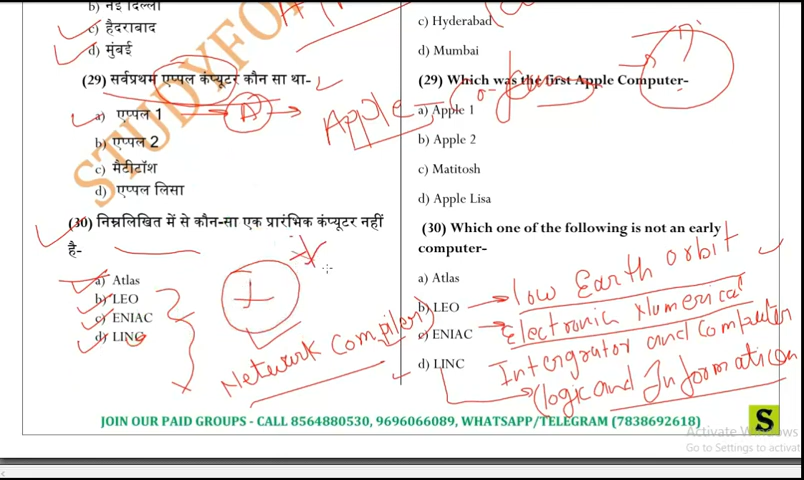 b) नई दिल्ली
c) हैदराबाद
d) मुंबई
(29) सर्वप्रथम एप्पल कंप्यूटर कौन सा था-
a) एप्पल 1
b) एप्पल 2
c) मैटीटॉश
d) एप्पल लिसा
(30) निम्नलिखित में से कौन-सा एक प्रारंभिक कंप्यूटर नहीं
है-
a) Atlas
b) LEO
c) ENIAC
d) LINC
Network Compiler)
STUDYFO
A
Apple
c) Hyderabad
d) Mumbai
(29) Which was the first Apple Computer-
a) Apple 1
b) Apple 2
c) Matitosh
d) Apple Lisa
(30) Which one of the following is not an early
computer-
a) Atlas
b) LEO
c) ENIAC
d) LINC
low Earth orbit
Electronic Numerical
Intergrator and Computer
(logic and Information
JOIN OUR PAID GROUPS - CALL 8564880530, 9696066089, WHATSAPP/TELEGRAM (7838692618)
S
Activate Windows
Go to Settings to activat